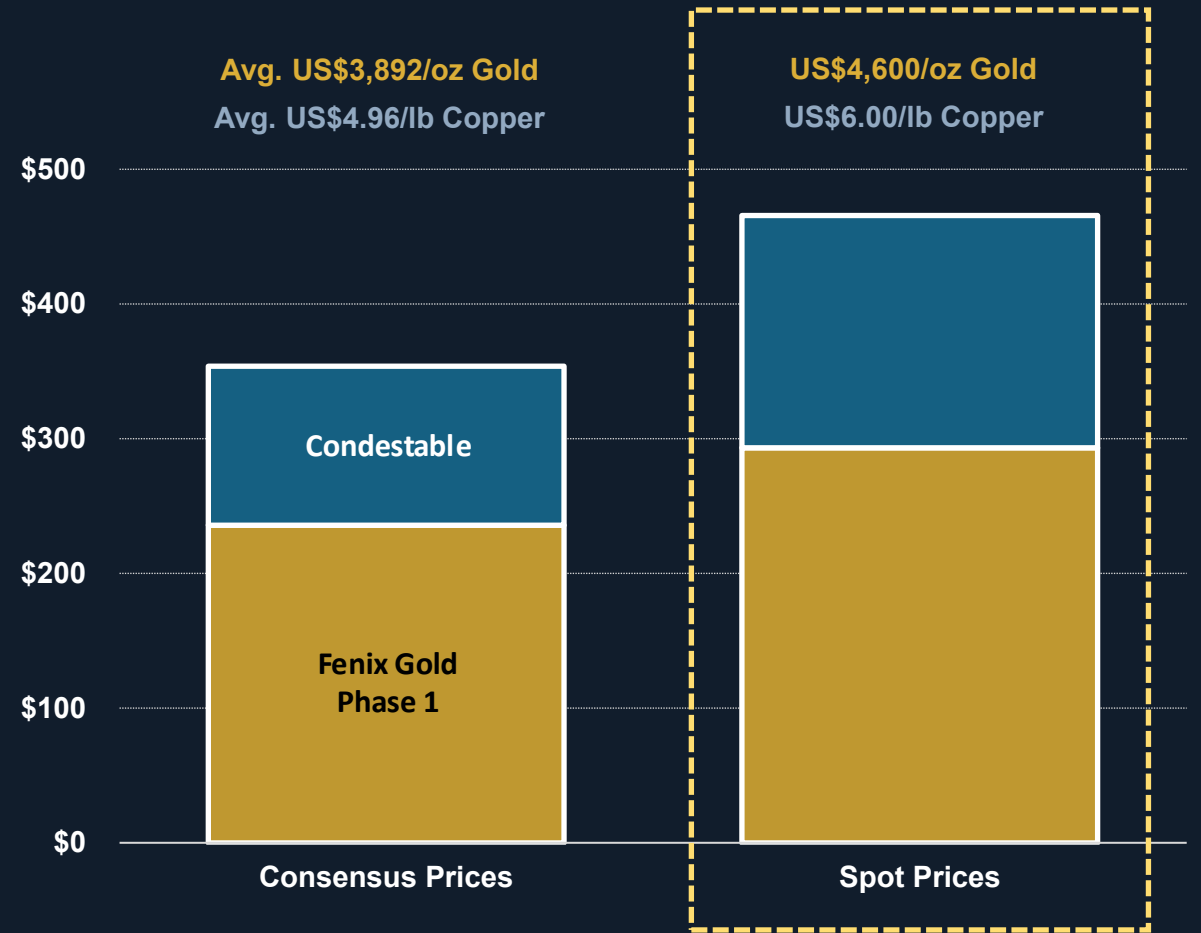 Avg. US$3,892/oz Gold
Avg. US$4.96/lb Copper
US$4,600/oz Gold
US$6.00/lb Copper
$500
$400
$300
$200
$100
$0
Condestable
Fenix Gold
Phase 1
Consensus Prices
Spot Prices